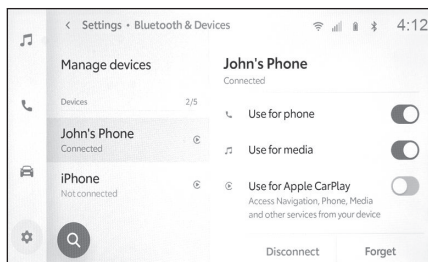 < Settings • Bluetooth & Devices
4:12
Manage devices
Devices 2/5
John's Phone
Connected
iPhone
Not connected
John's Phone
Connected
Use for phone
Use for media
Use for Apple CarPlay
Access Navigation, Phone, Media
and other services from your device
Disconnect Forget